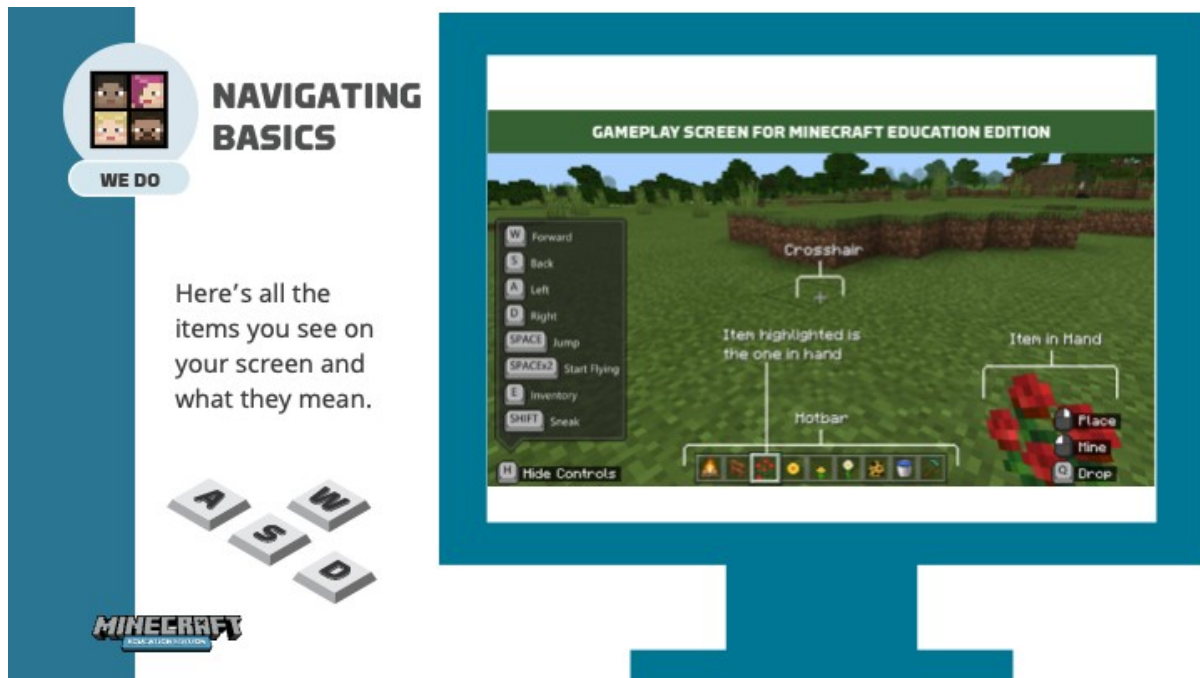 NAVIGATING
BASICS
WE DO
Here's all the
items you see on
your screen and
what they mean.
A
W
S
D
MINECRAFT
EDUCATION EDITION
GAMEPLAY SCREEN FOR MINECRAFT EDUCATION EDITION
W Forward
S Back
A Left
D Right
SPACE Jump
SPACEx2 Start Flying
E Inventory
SHIFT Sneak
H Hide Controls
Crosshair
Item highlighted is
the one in hand
Hotbar
Item in Hand
Place
Mine
Q Drop